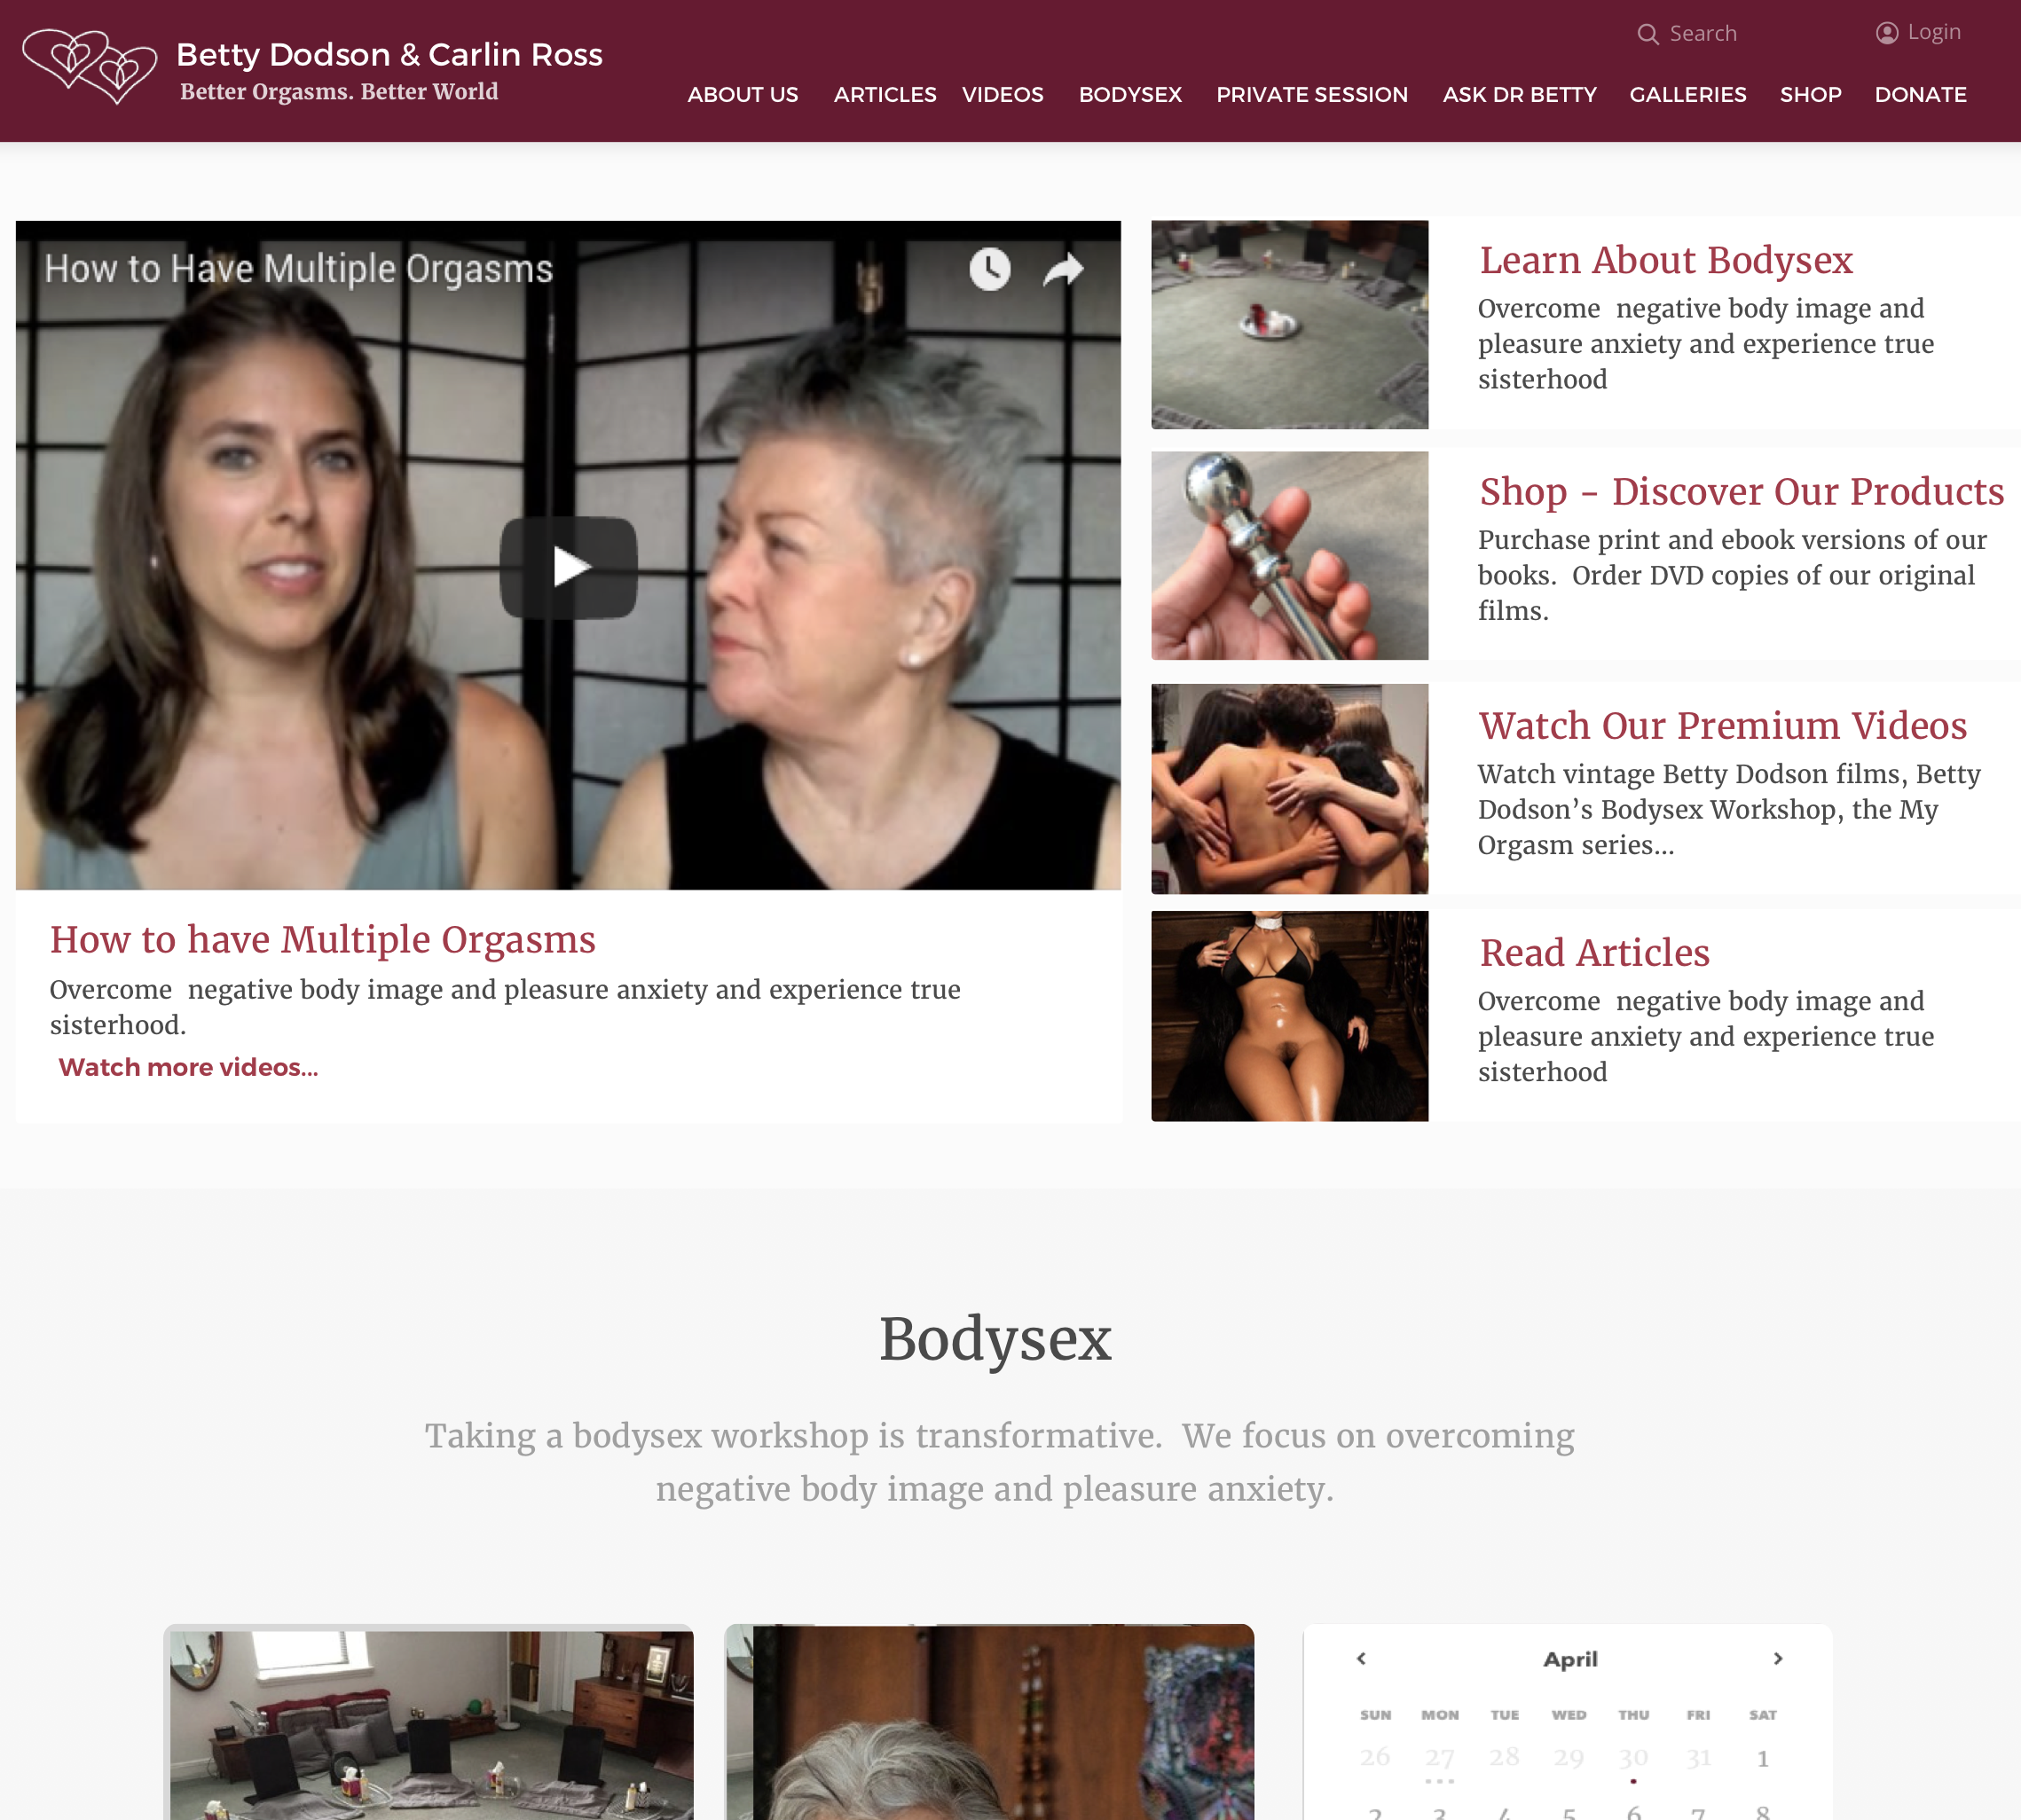 Betty Dodson & Carlin Ross
Better Orgasms. Better World
Search
Login
ABOUT US
ARTICLES
VIDEOS
BODYSEX
PRIVATE SESSION
ASK DR BETTY
GALLERIES
SHOP
DONATE
How to Have Multiple Orgasms
How to have Multiple Orgasms
Overcome  negative body image and pleasure anxiety and experience true
sisterhood.
Watch more videos...
Learn About Bodysex
Overcome  negative body image and
pleasure anxiety and experience true
sisterhood
Shop - Discover Our Products
Purchase print and ebook versions of our
books.  Order DVD copies of our original
films.
Watch Our Premium Videos
Watch vintage Betty Dodson films, Betty
Dodson’s Bodysex Workshop, the My
Orgasm series...
Read Articles
Overcome  negative body image and
pleasure anxiety and experience true
sisterhood
Bodysex
Taking a bodysex workshop is transformative.  We focus on overcoming
negative body image and pleasure anxiety.
April
SUN MON TUE WED THU FRI SAT
26 27 28 29 30 31 1
2 3 4 5 6 7 8